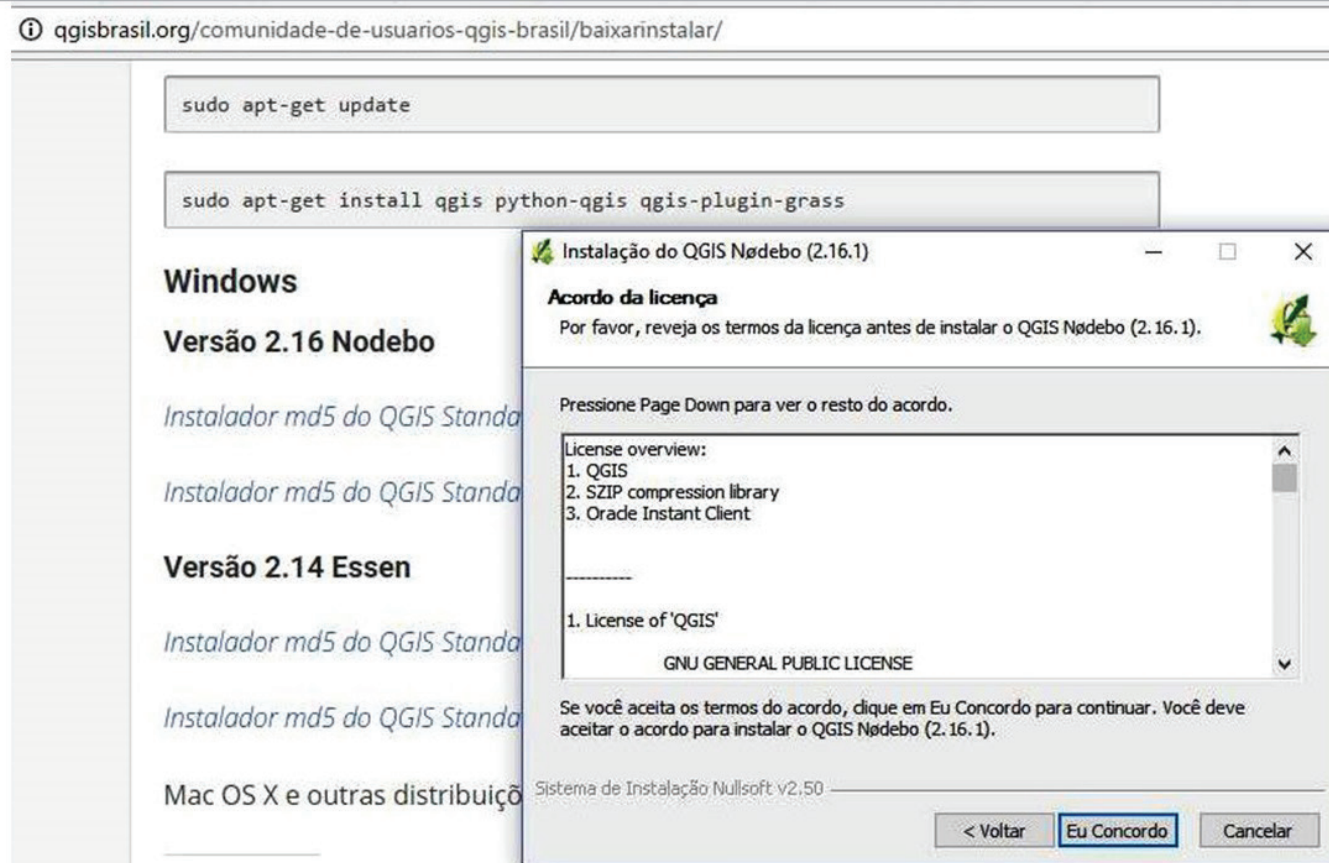 qgisbrasil.org/comunidade-de-usuarios-qgis-brasil/baixarinstalar/
sudo apt-get update
sudo apt-get install qgis python-qgis qgis-plugin-grass
Windows
Versão 2.16 Nodebo
Instalador md5 do QGIS Standa
Instalador md5 do QGIS Standa
Versão 2.14 Essen
Instalador md5 do QGIS Standa
Instalador md5 do QGIS Standa
Mac OS X e outras distribuiçõ
Instalação do QGIS Nødebo (2.16.1)
Acordo da licença
Por favor, reveja os termos da licença antes de instalar o QGIS Nødebo (2.16.1).
Pressione Page Down para ver o resto do acordo.
License overview:
1. QGIS
2. SZIP compression library
3. Oracle Instant Client
----------
1. License of 'QGIS'
GNU GENERAL PUBLIC LICENSE
Se você aceita os termos do acordo, clique em Eu Concordo para continuar. Você deve
aceitar o acordo para instalar o QGIS Nødebo (2.16.1).
Sistema de Instalação Nullsoft v2.50
< Voltar
Eu Concordo
Cancelar